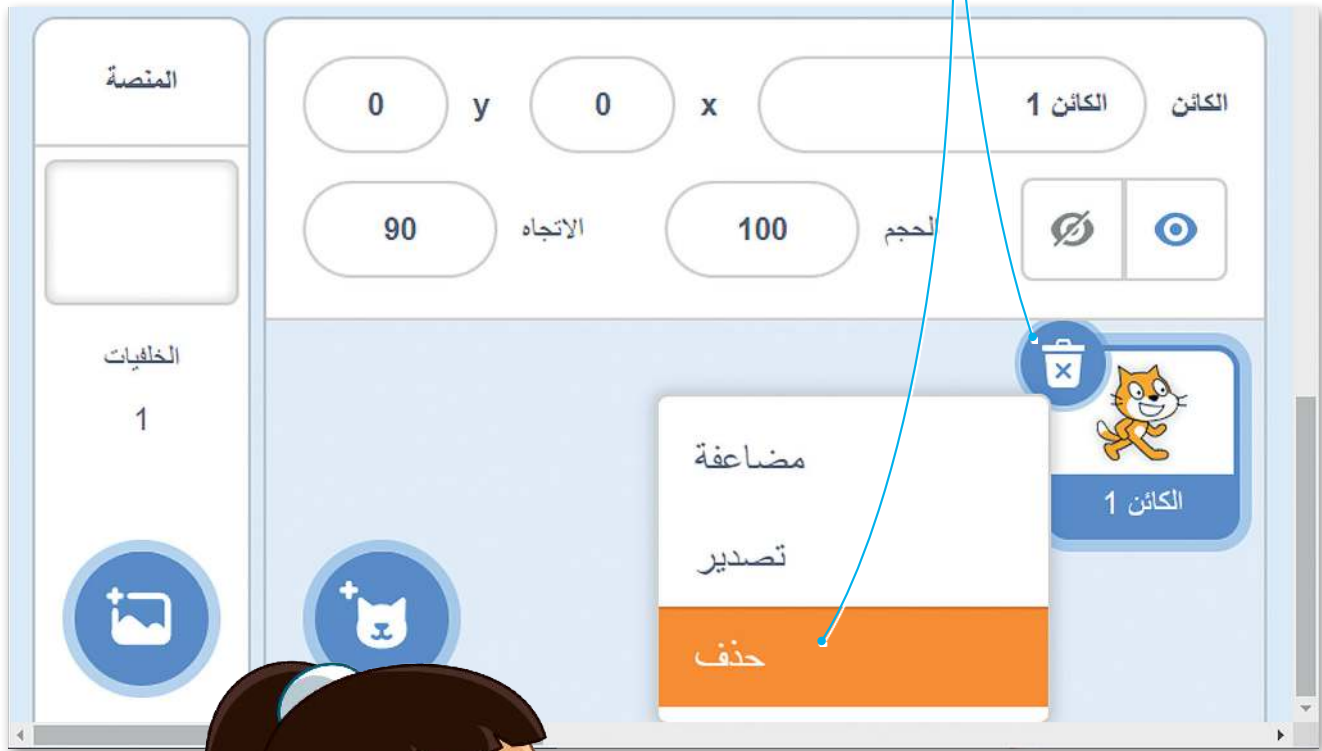 الكائن الكائن 1 x 0 y 0
الحجم 100 الاتجاه 90
المنصة
الخلفيات
1
الكائن 1
مضاعفة
تصدير
حذف